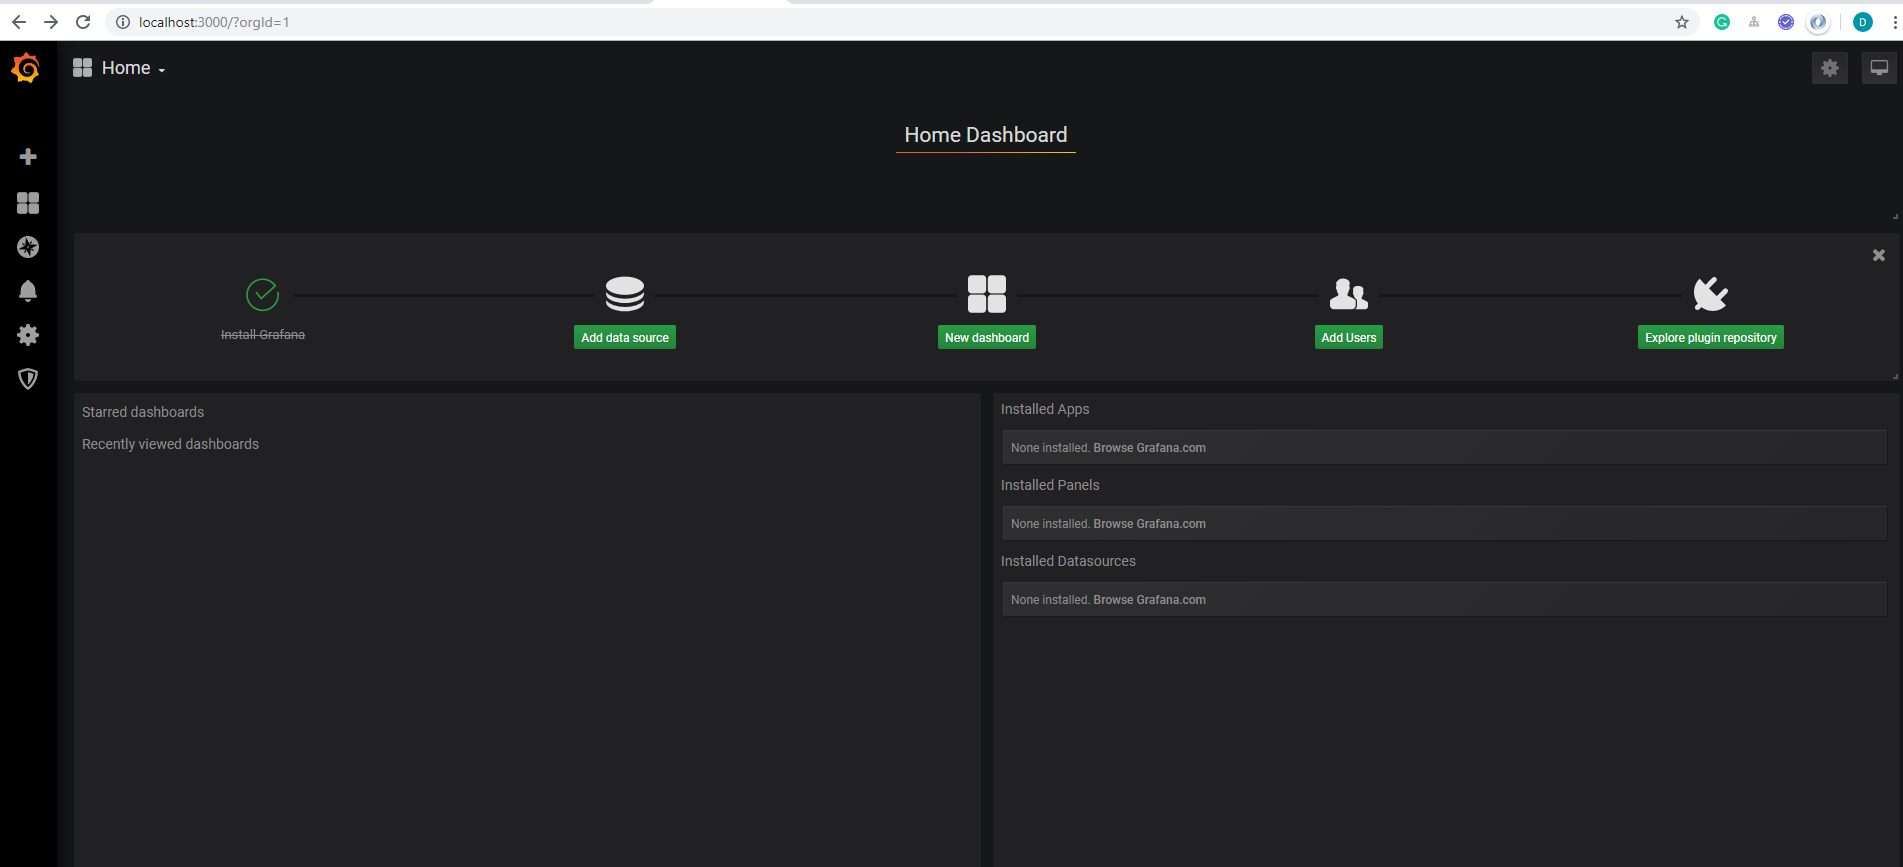 localhost:3000/?orgId=1
D
Home
Home Dashboard
Install Grafana
Add data source
New dashboard
Add Users
Explore plugin repository
Starred dashboards
Recently viewed dashboards
Installed Apps
None installed. Browse Grafana.com
Installed Panels
None installed. Browse Grafana.com
Installed Datasources
None installed. Browse Grafana.com